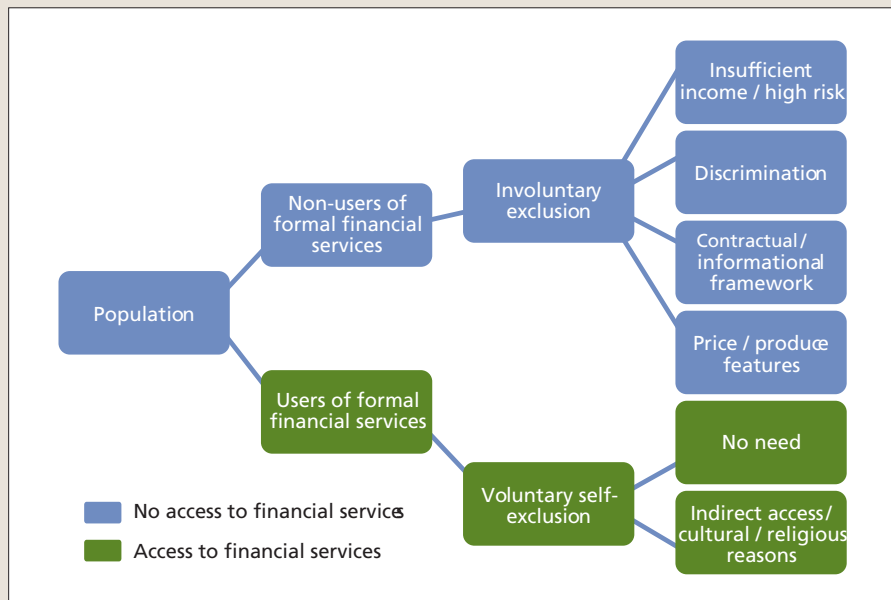 Population
Non-users of
formal financial
services
Users of formal
financial services
Involuntary
exclusion
Voluntary self-
exclusion
Insufficient
income / high risk
Discrimination
Contractual /
informational
framework
Price / produce
features
No need
Indirect access /
cultural / religious
reasons
No access to financial services
Access to financial services